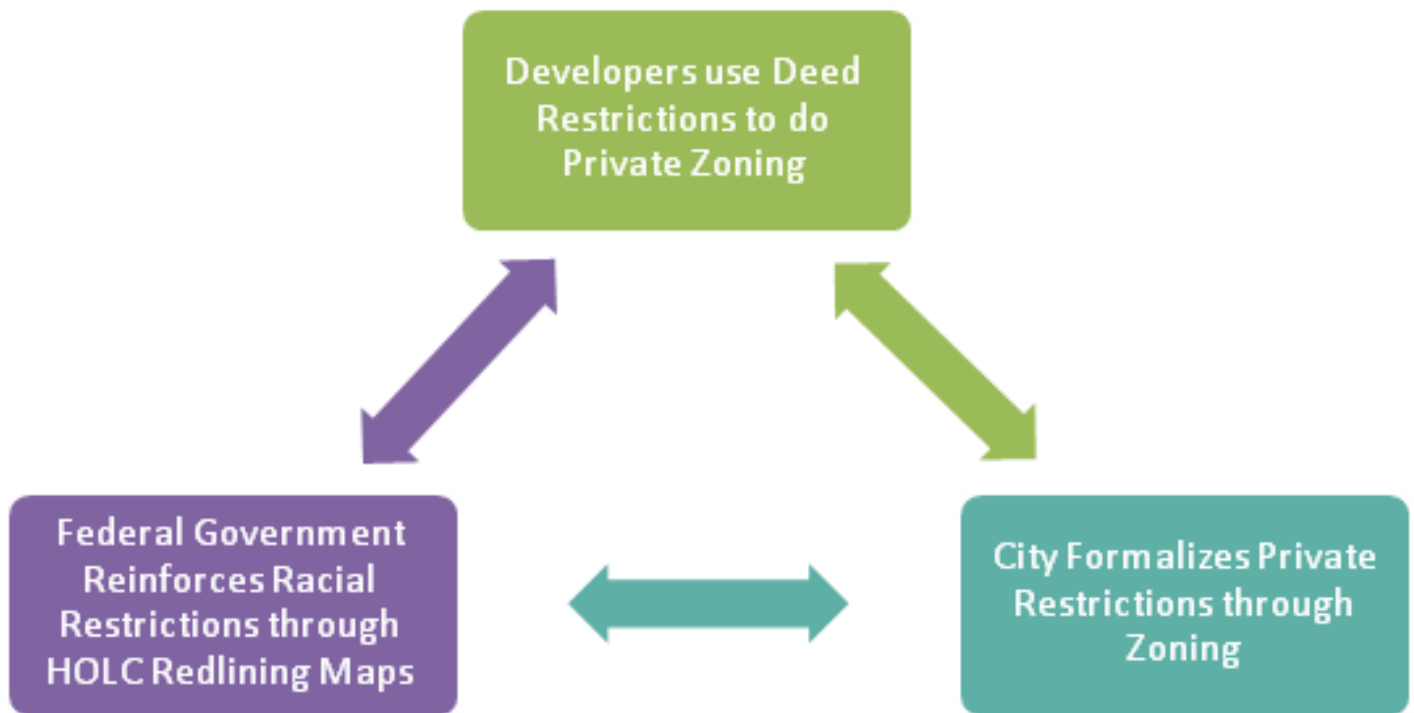 Developers use Deed
Restrictions to do
Private Zoning
Federal Government
Reinforces Racial
Restrictions through
HOLC Redlining Maps
City Formalizes Private
Restrictions through
Zoning